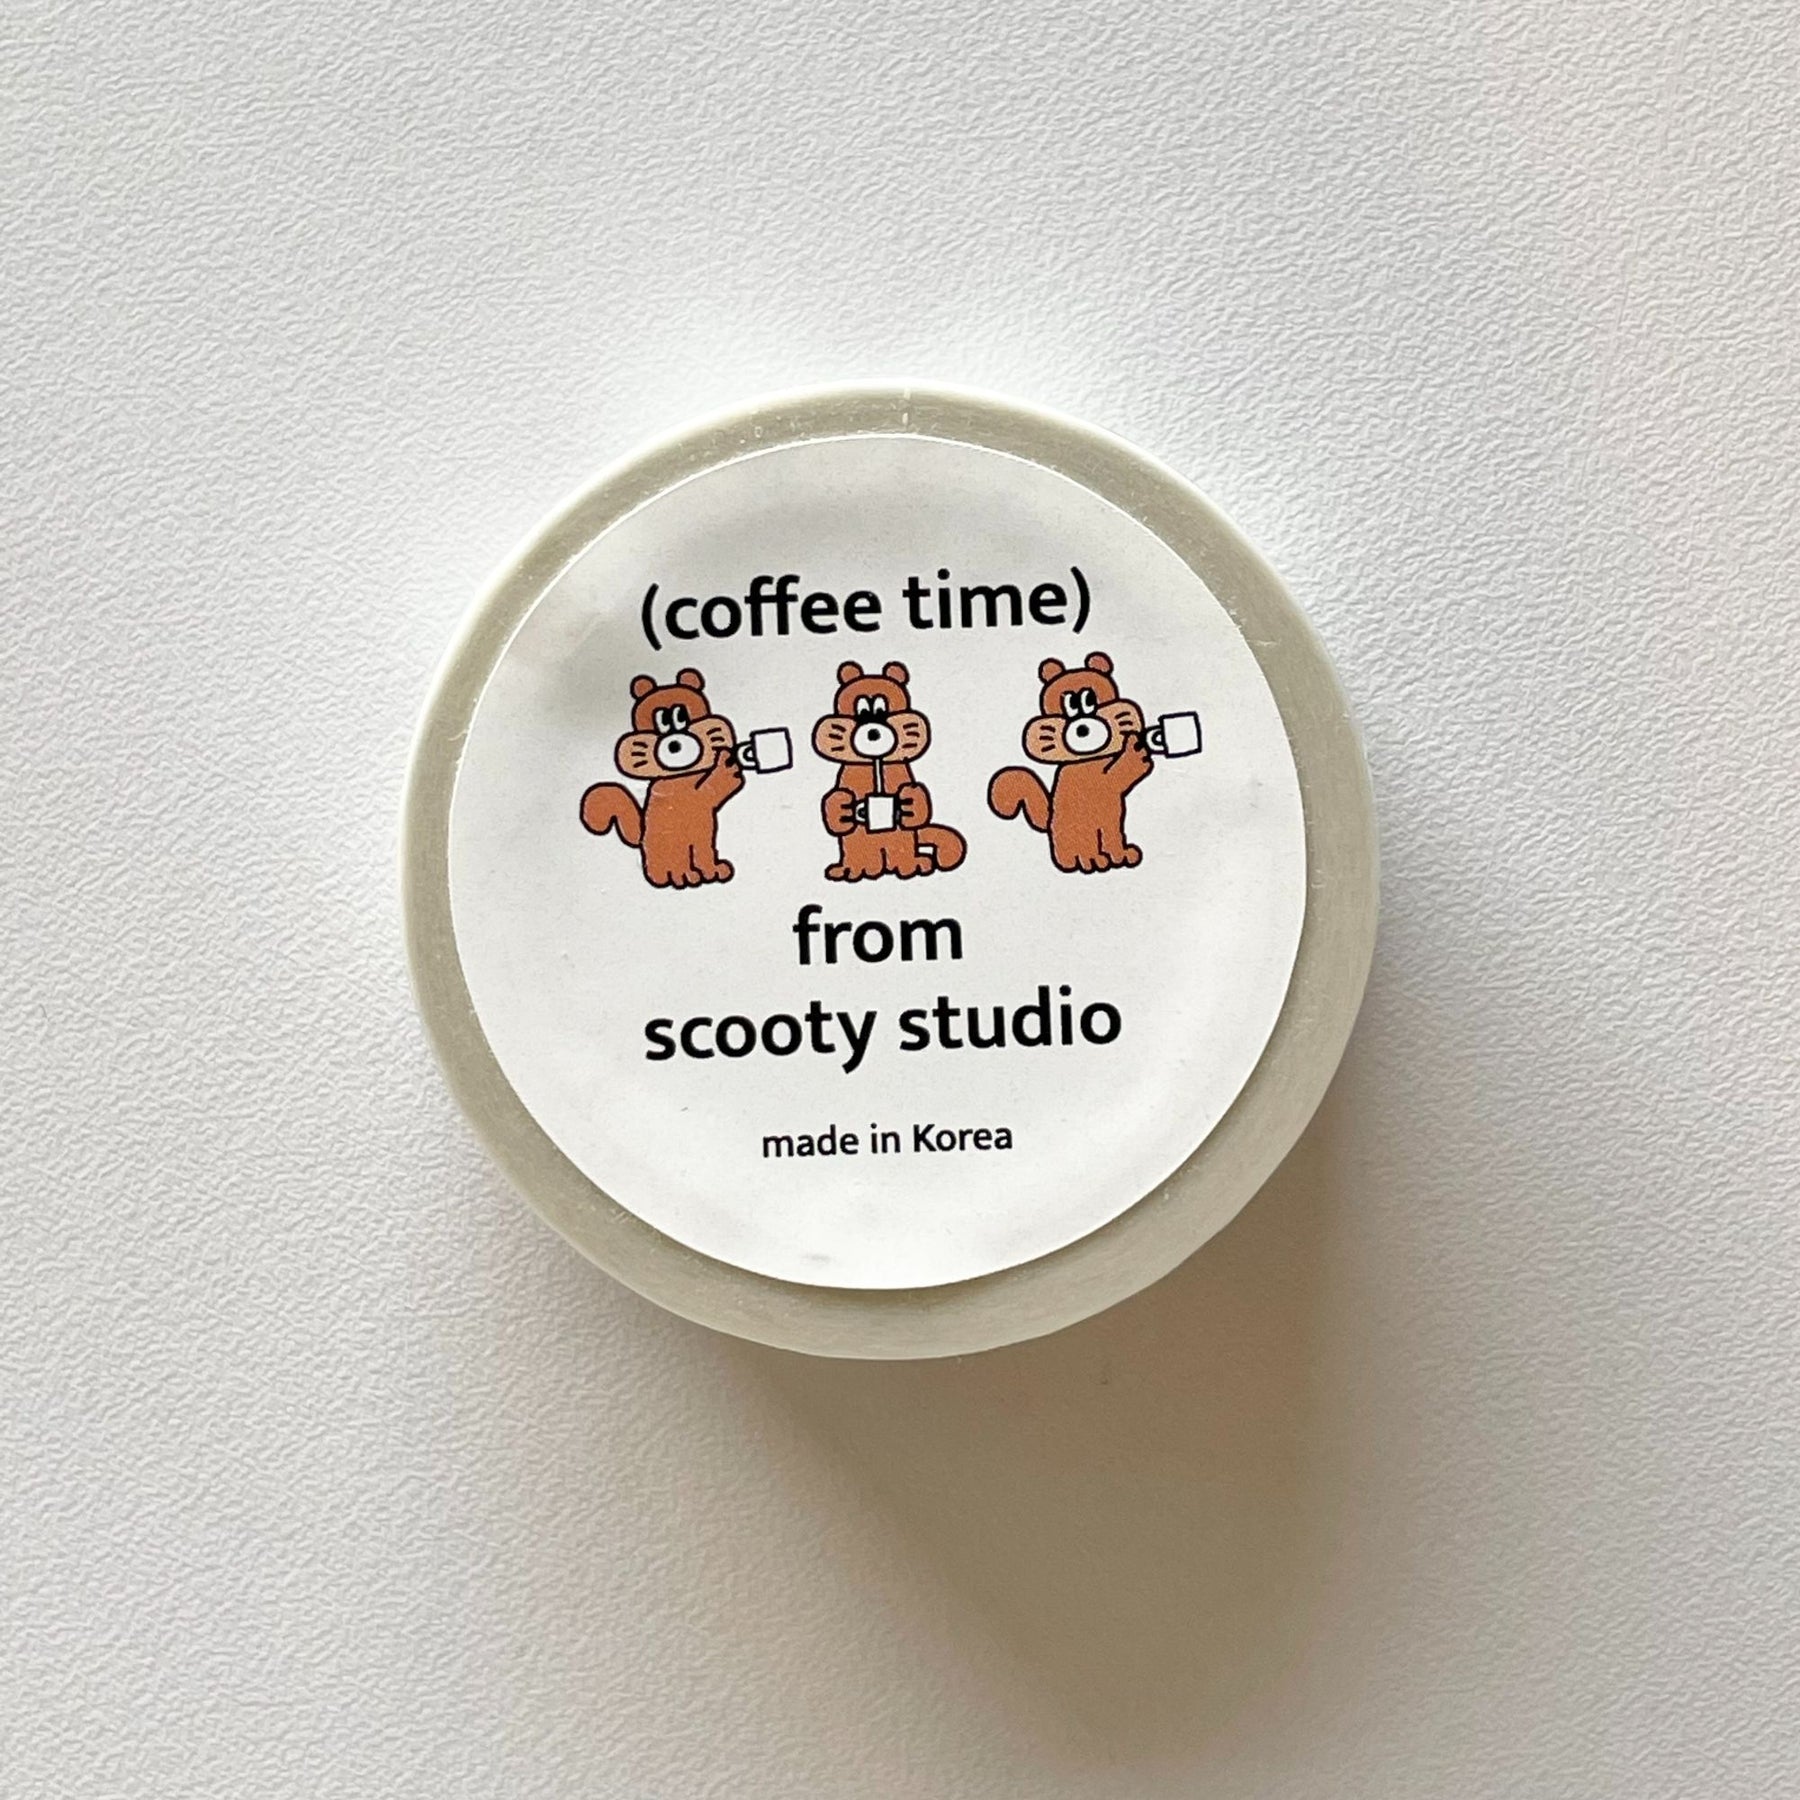 (coffee time)
from
scooty studio
made in Korea